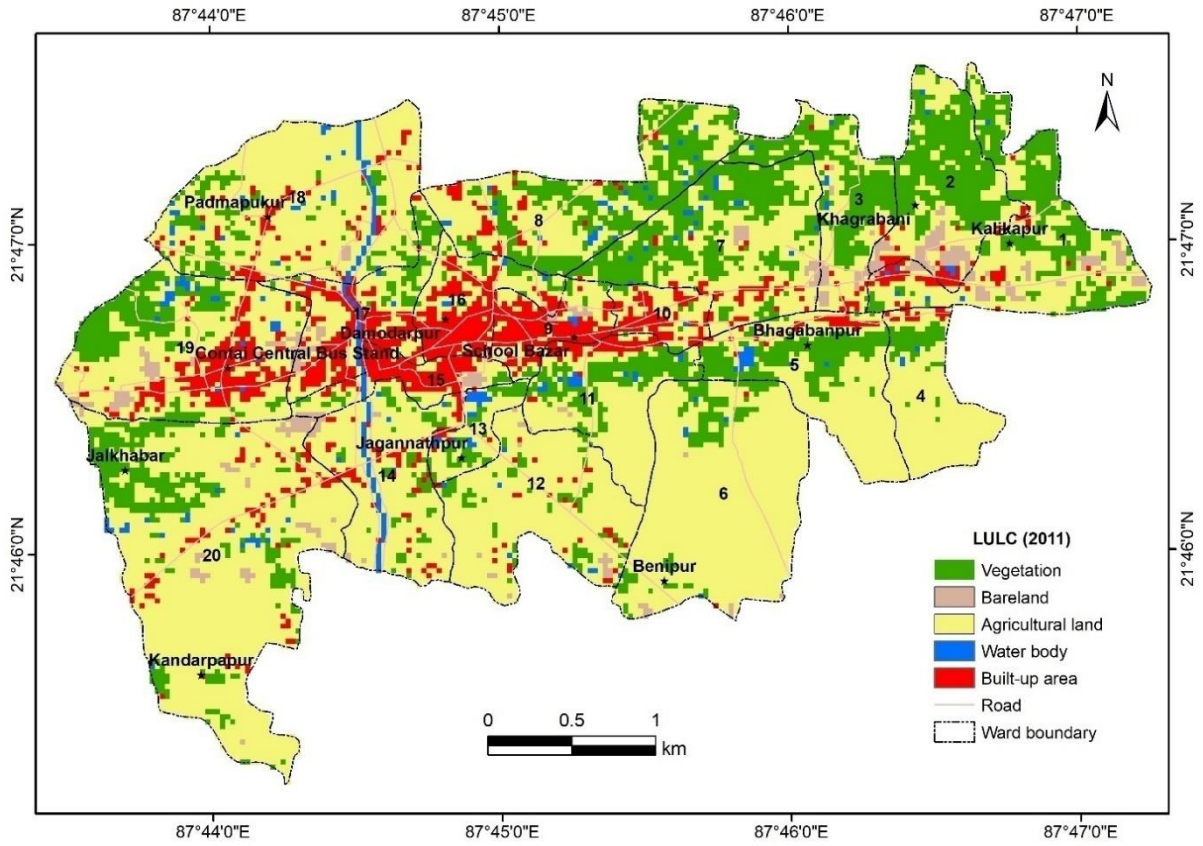 87°44'0"E
87°45'0"E
87°46'0"E
87°47'0"E
N
2
Padmapukur
18
3
8
Khagrabani
Kalikapur
1
7
21°47'0"N
21°47'0"N
16
17
10
Damodarpur
9
Bhagabanpur
19
Contai Central Bus Stand
School Bazar
5
15
11
4
13
Jagannathpur
Jalkhabar
14
12
6
20
21°46'0"N
21°46'0"N
Benipur
LULC (2011)
Vegetation
Bareland
Agricultural land
Water body
Built-up area
Road
Ward boundary
Kandarpapur
0 0.5 1
km
87°44'0"E
87°45'0"E
87°46'0"E
87°47'0"E